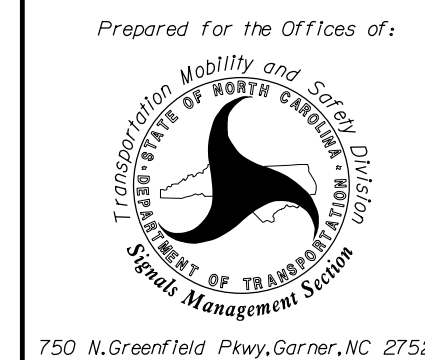 Prepared for the Offices of:
Transportation Mobility and Safety Division
STATE OF NORTH CAROLINA
DEPARTMENT OF TRANSPORTATION
Signals Management Section
750 N.Greenfield Pkwy,Garner,NC 2752